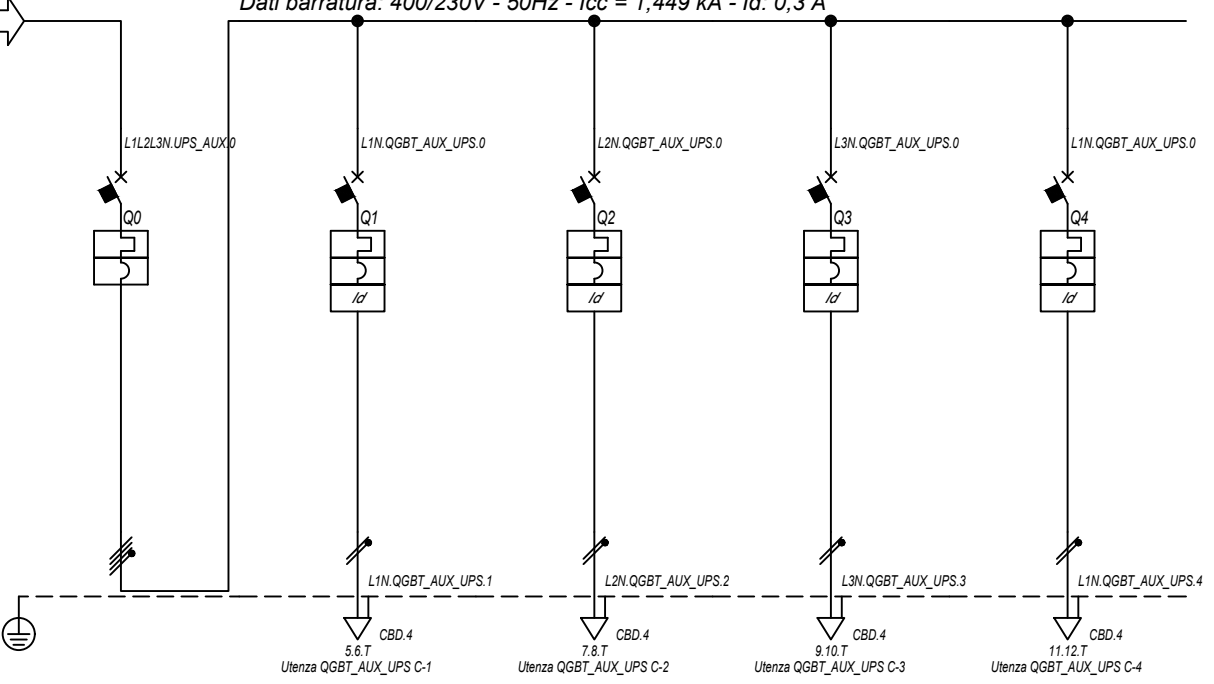 Dati barratura: 400/230V - 50Hz - Icc = 1,449 kA - Id: 0,3 A
L1L2L3N.UPS_AUX.0
L1N.QGBT_AUX_UPS.0
L2N.QGBT_AUX_UPS.0
L3N.QGBT_AUX_UPS.0
L1N.QGBT_AUX_UPS.0
Q0
Q1
Q2
Q3
Q4
Id
Id
Id
Id
L1N.QGBT_AUX_UPS.1
L2N.QGBT_AUX_UPS.2
L3N.QGBT_AUX_UPS.3
L1N.QGBT_AUX_UPS.4
CBD.4
CBD.4
CBD.4
CBD.4
5.6.T
7.8.T
9.10.T
11.12.T
Utenza QGBT_AUX_UPS C-1
Utenza QGBT_AUX_UPS C-2
Utenza QGBT_AUX_UPS C-3
Utenza QGBT_AUX_UPS C-4